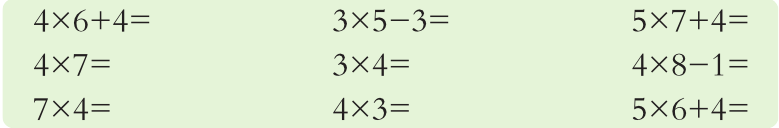 4×6+4= 3×5−3= 5×7+4=
4×7= 3×4= 4×8−1=
7×4= 4×3= 5×6+4=